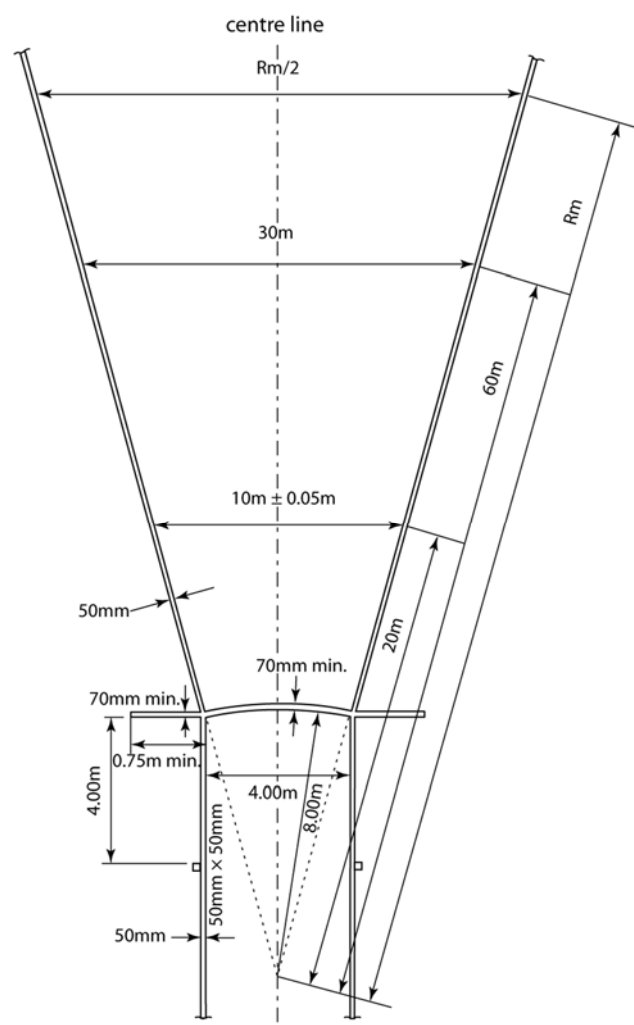 centre line
Rm/2
Rm
30m
60m
10m ± 0.05m
50mm
20m
70mm min.
70mm min.
0.75m min.
4.00m
4.00m
8.00m
50mm × 50mm
50mm